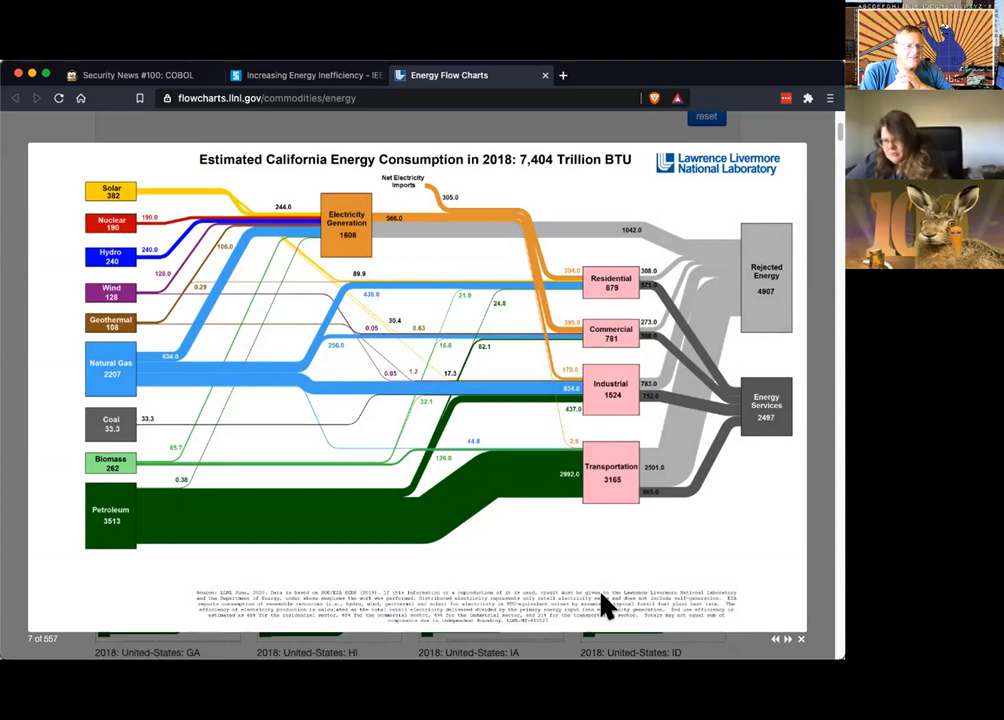 Security News #100: COBOL
Increasing Energy Inefficiency - IEE
Energy Flow Charts
flowcharts.llnl.gov/commodities/energy
reset
Estimated California Energy Consumption in 2018: 7,404 Trillion BTU
Lawrence Livermore
National Laboratory
Net Electricity
Imports
305.0
Solar
382
244.0
Nuclear
190
190.0
Electricity
Generation
1608
566.0
1042.0
Hydro
240
240.0
106.0
Wind
128
128.0
0.29
Geothermal
108
89.9
394.0
Residential
879
308.0
571.0
Rejected
Energy
4907
436.0
21.9
24.8
30.4
0.05
0.63
395.0
Commercial
781
273.0
Natural Gas
2207
634.0
256.0
18.8
82.1
0.05
1.2
17.3
170.0
834.0
Industrial
1524
783.0
752.0
Energy
Services
2497
32.1
437.0
Coal
33.3
33.3
65.7
44.8
2.6
Biomass
262
126.0
0.38
2992.0
Transportation
3165
2501.0
665.0
Petroleum
3513
7 of 557
2018: United-States: GA
2018: United-States: HI
2018: United-States: IA
2018: United-States: ID